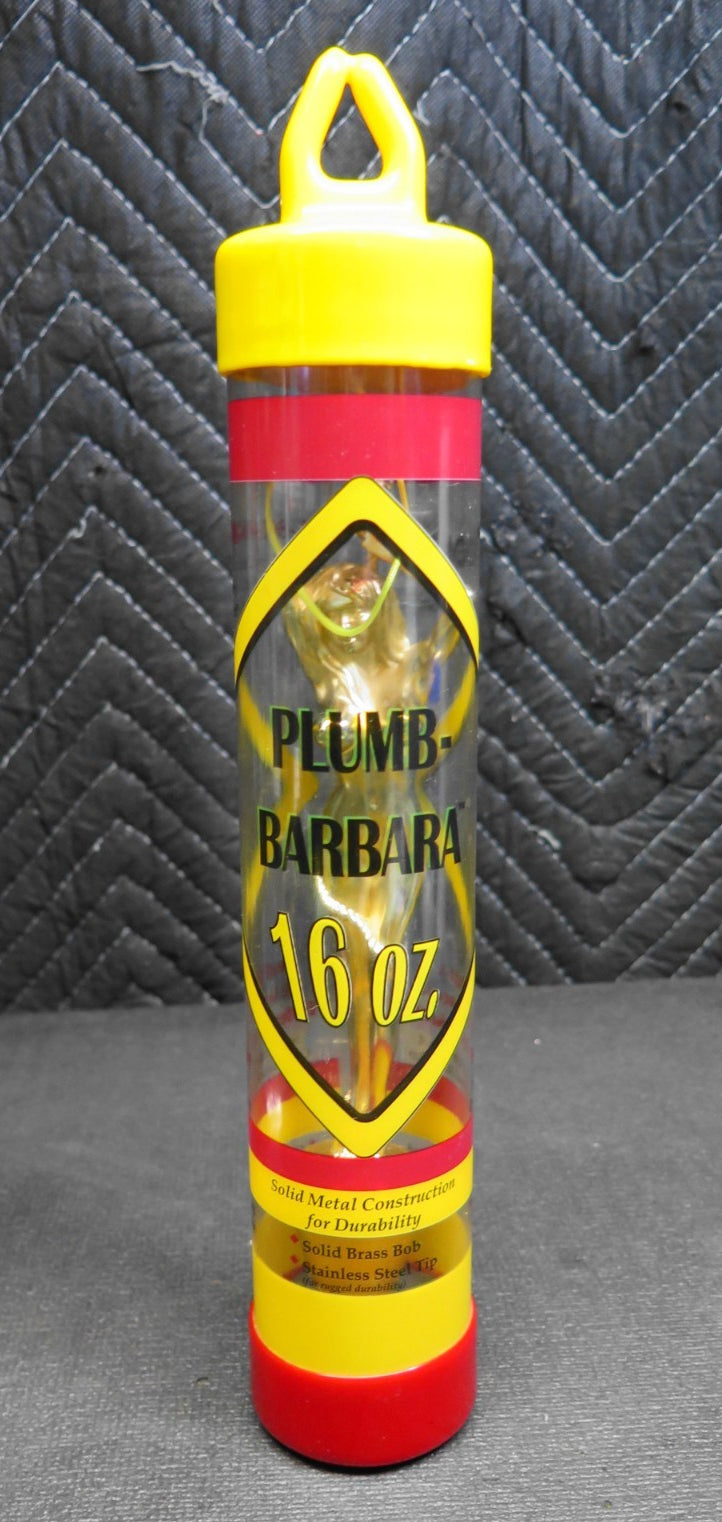 PLUMB-
BARBARA™
16 oz.
Solid Metal Construction
for Durability
Solid Brass Bob
Stainless Steel Tip
(for rugged durability)